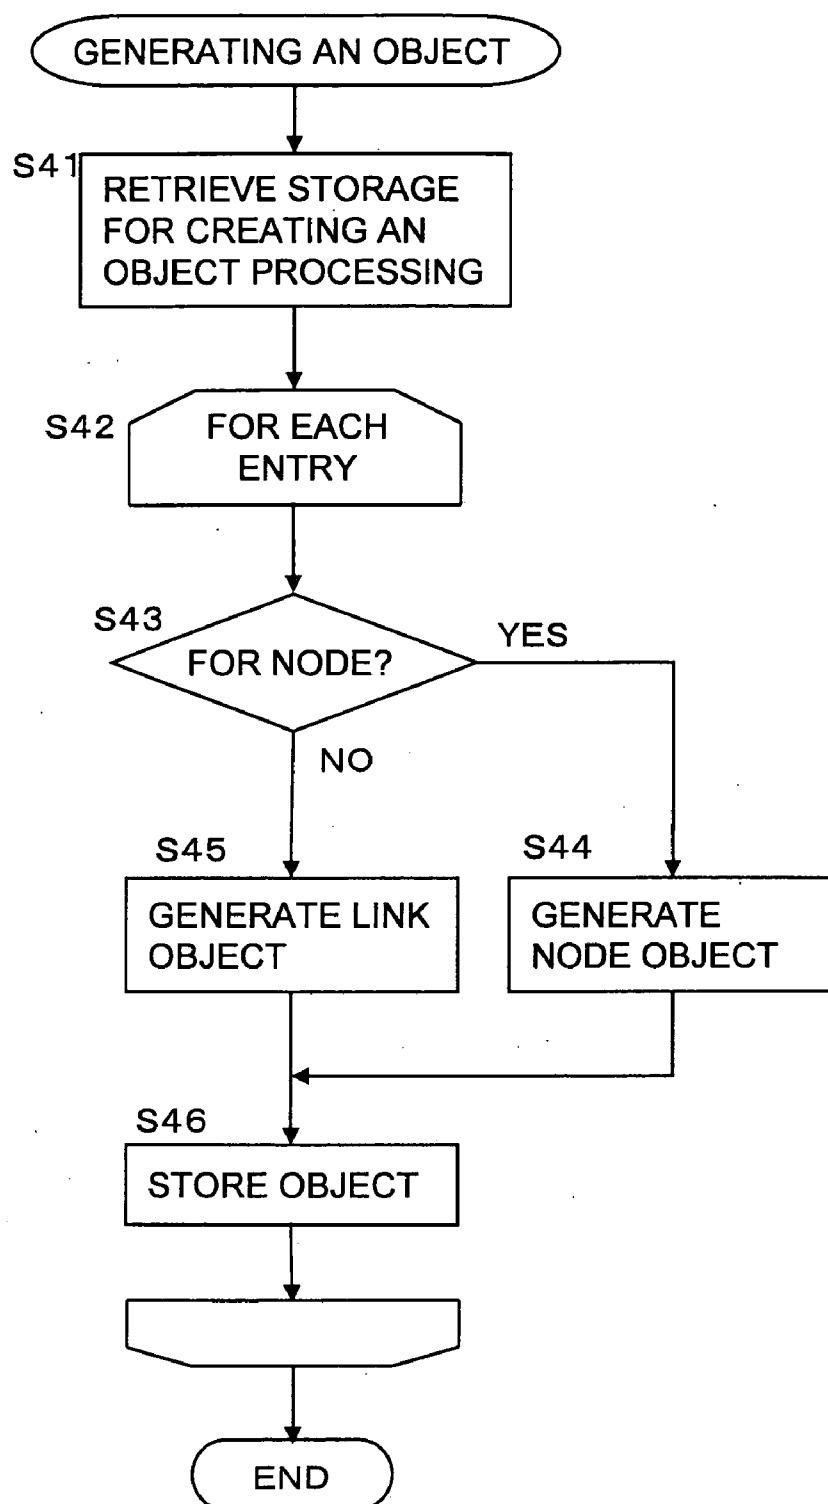 GENERATING AN OBJECT
S41
RETRIEVE STORAGE
FOR CREATING AN
OBJECT PROCESSING
S42
FOR EACH
ENTRY
S43
FOR NODE?
YES
NO
S45
GENERATE LINK
OBJECT
S44
GENERATE
NODE OBJECT
S46
STORE OBJECT
END